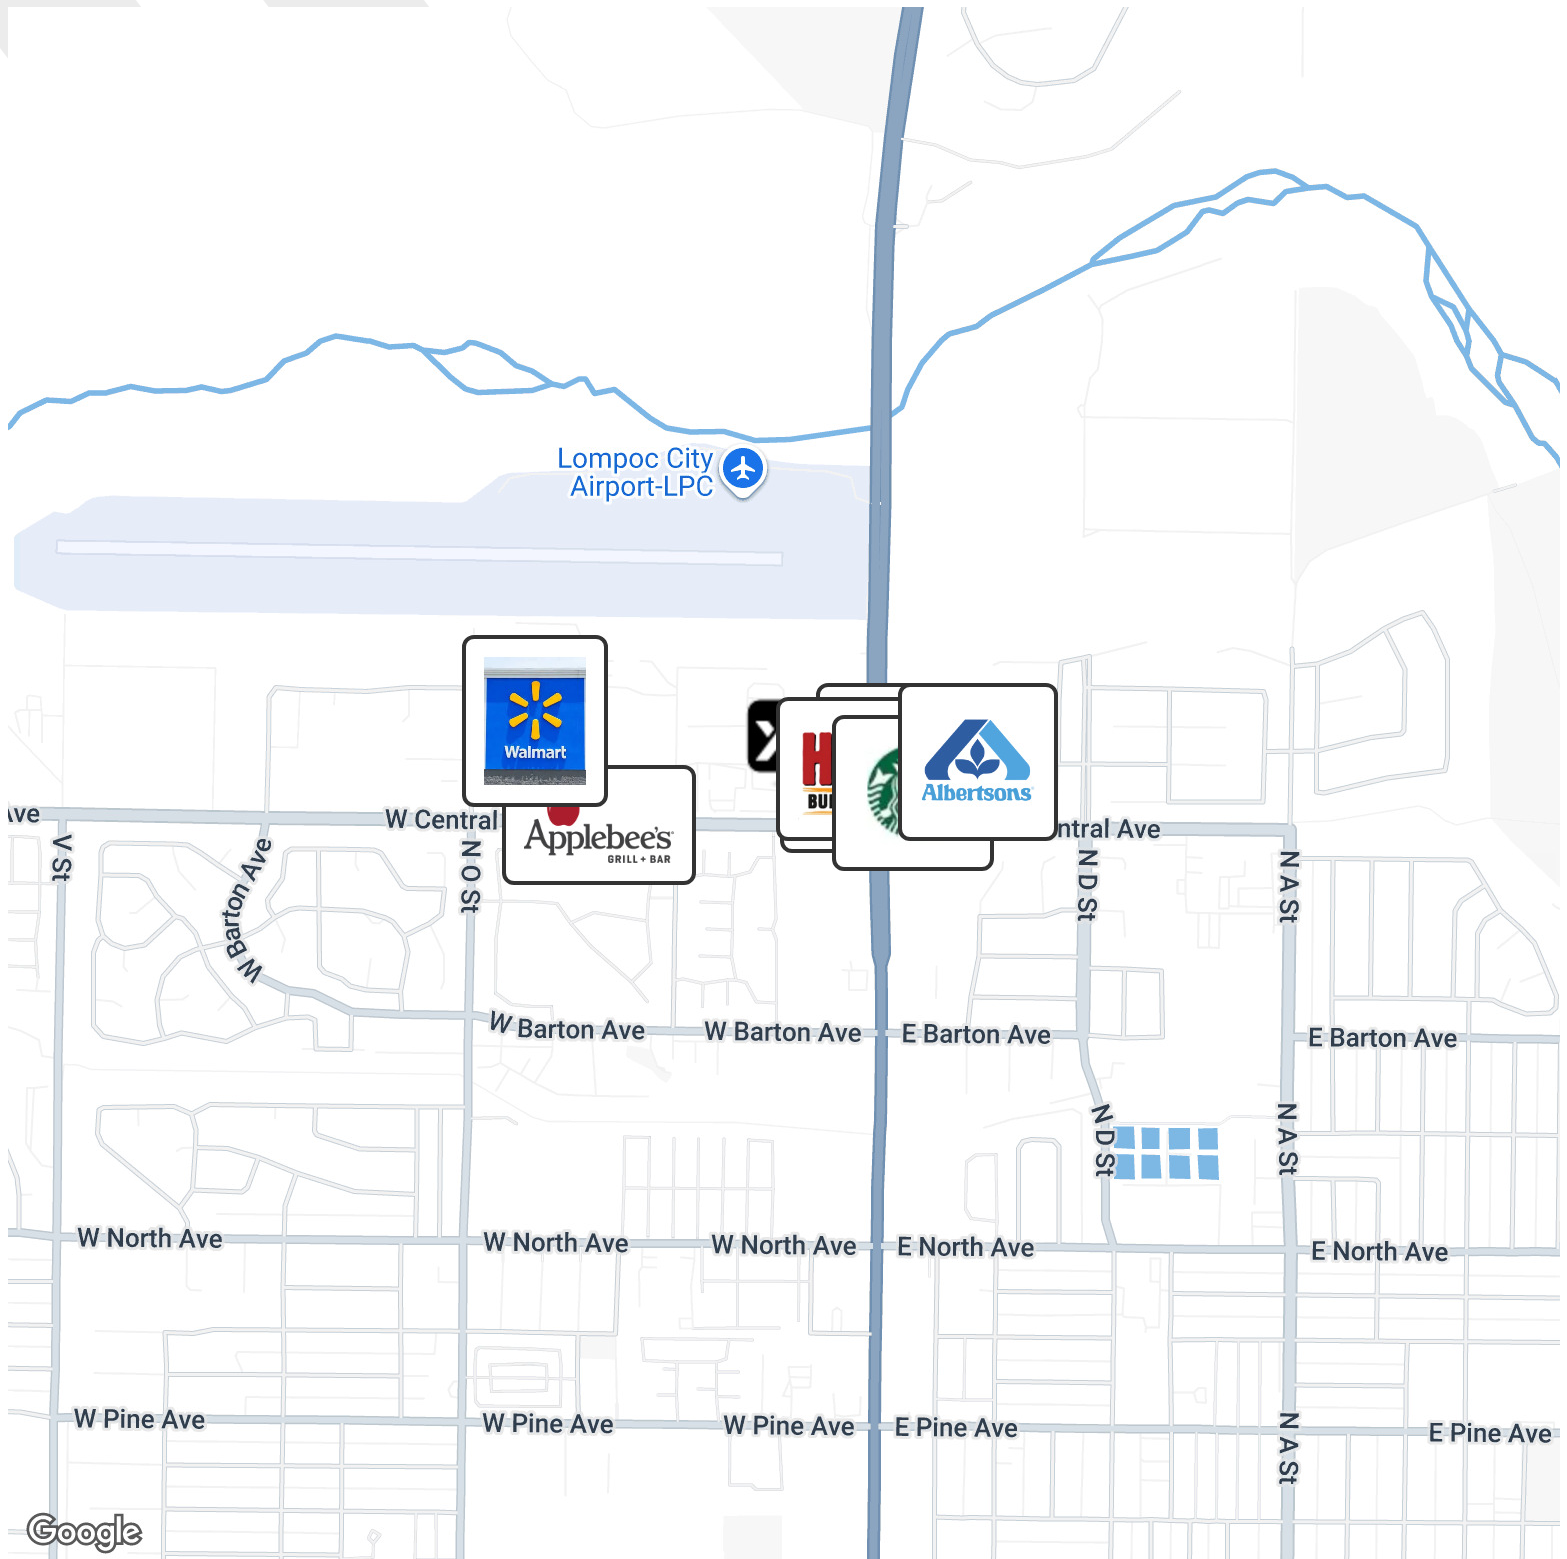 Lompoc City
Airport-LPC
Walmart
Albertsons
Applebee's
GRILL + BAR
W Central
ntral Ave
Ave
V St
N O St
N D St
N A St
W Barton Ave
W Barton Ave
W Barton Ave
E Barton Ave
E Barton Ave
N D St
N A St
W North Ave
W North Ave
W North Ave
E North Ave
E North Ave
W Pine Ave
W Pine Ave
W Pine Ave
E Pine Ave
N A St
E Pine Ave
Google